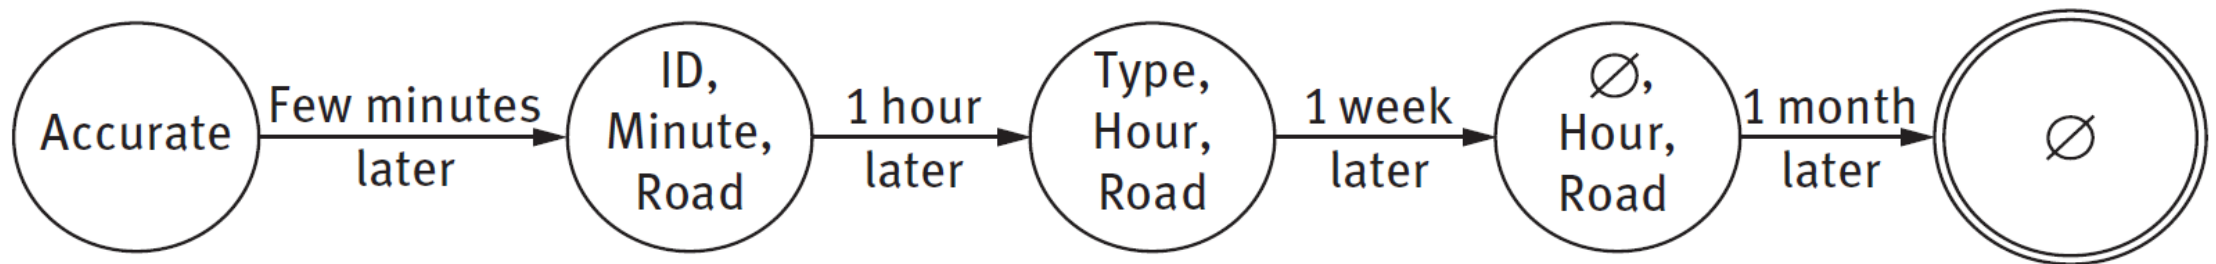 Accurate
Few minutes
later
ID,
Minute,
Road
1 hour
later
Type,
Hour,
Road
1 week
later
∅,
Hour,
Road
1 month
later
∅